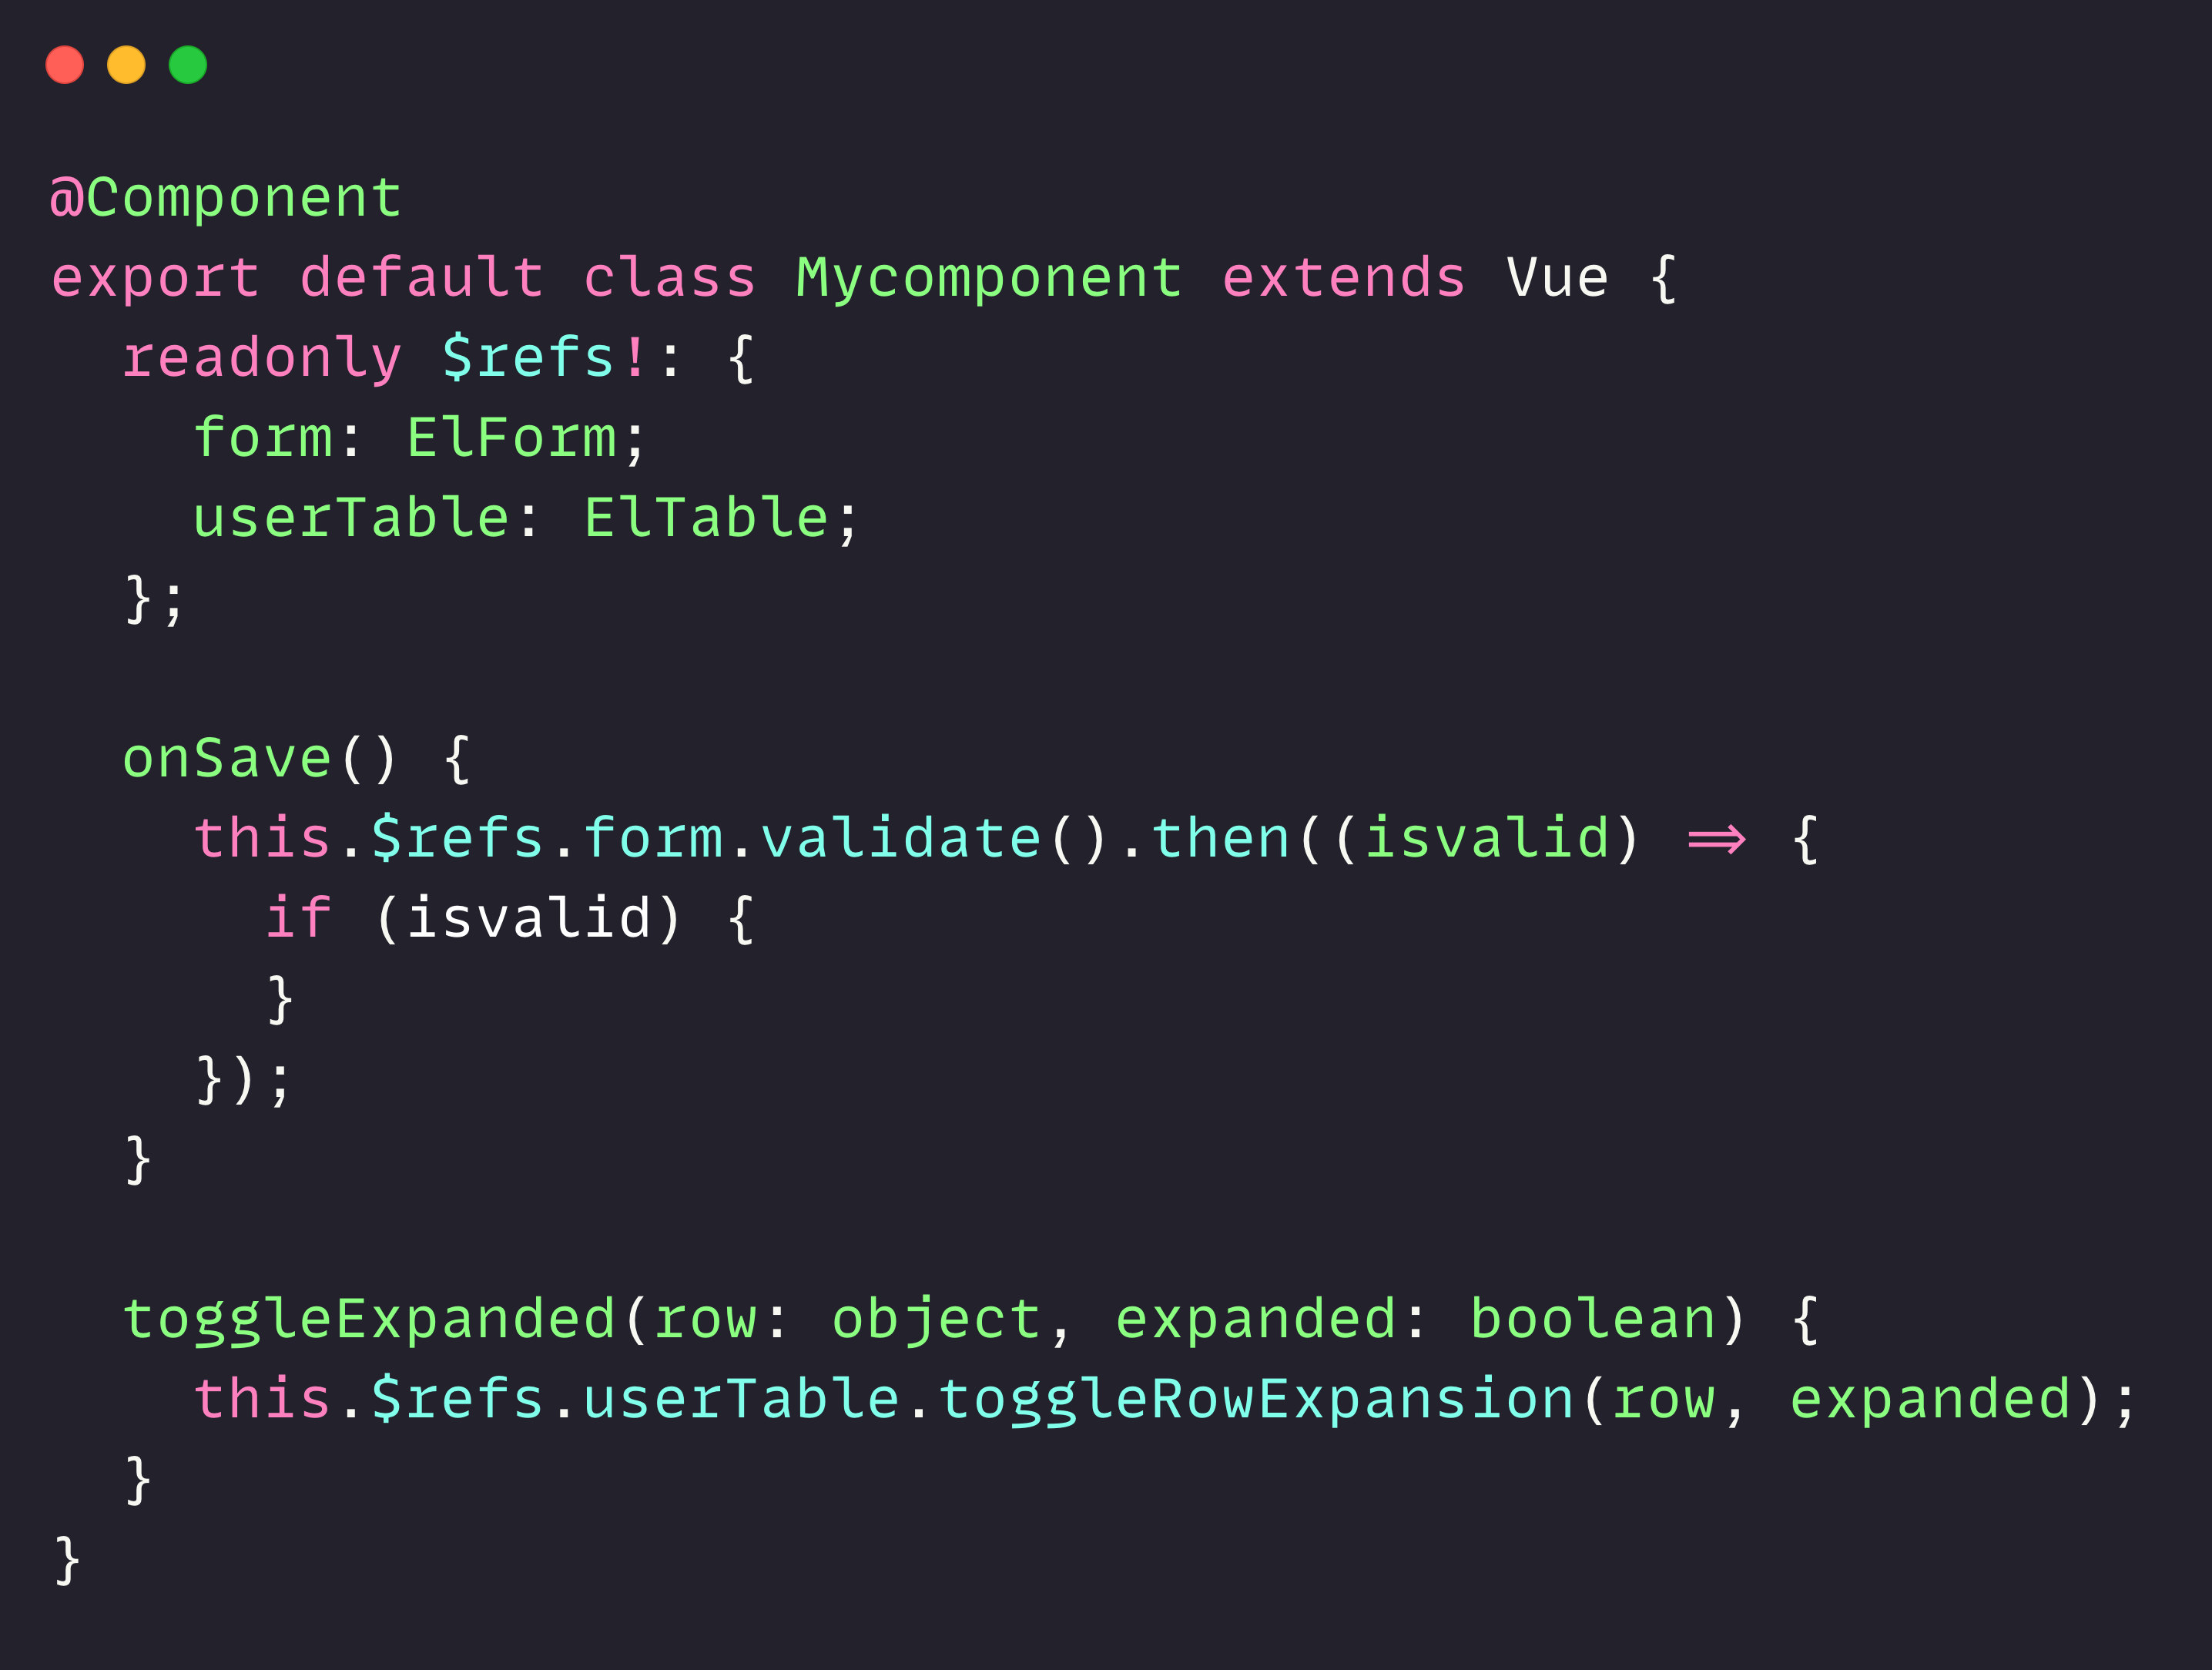 @Component
export default class Mycomponent extends Vue {
  readonly $refs!: {
    form: ElForm;
    userTable: ElTable;
  };

  onSave() {
    this.$refs.form.validate().then((isvalid) => {
      if (isvalid) {
      }
    });
  }

  toggleExpanded(row: object, expanded: boolean) {
    this.$refs.userTable.toggleRowExpansion(row, expanded);
  }
}